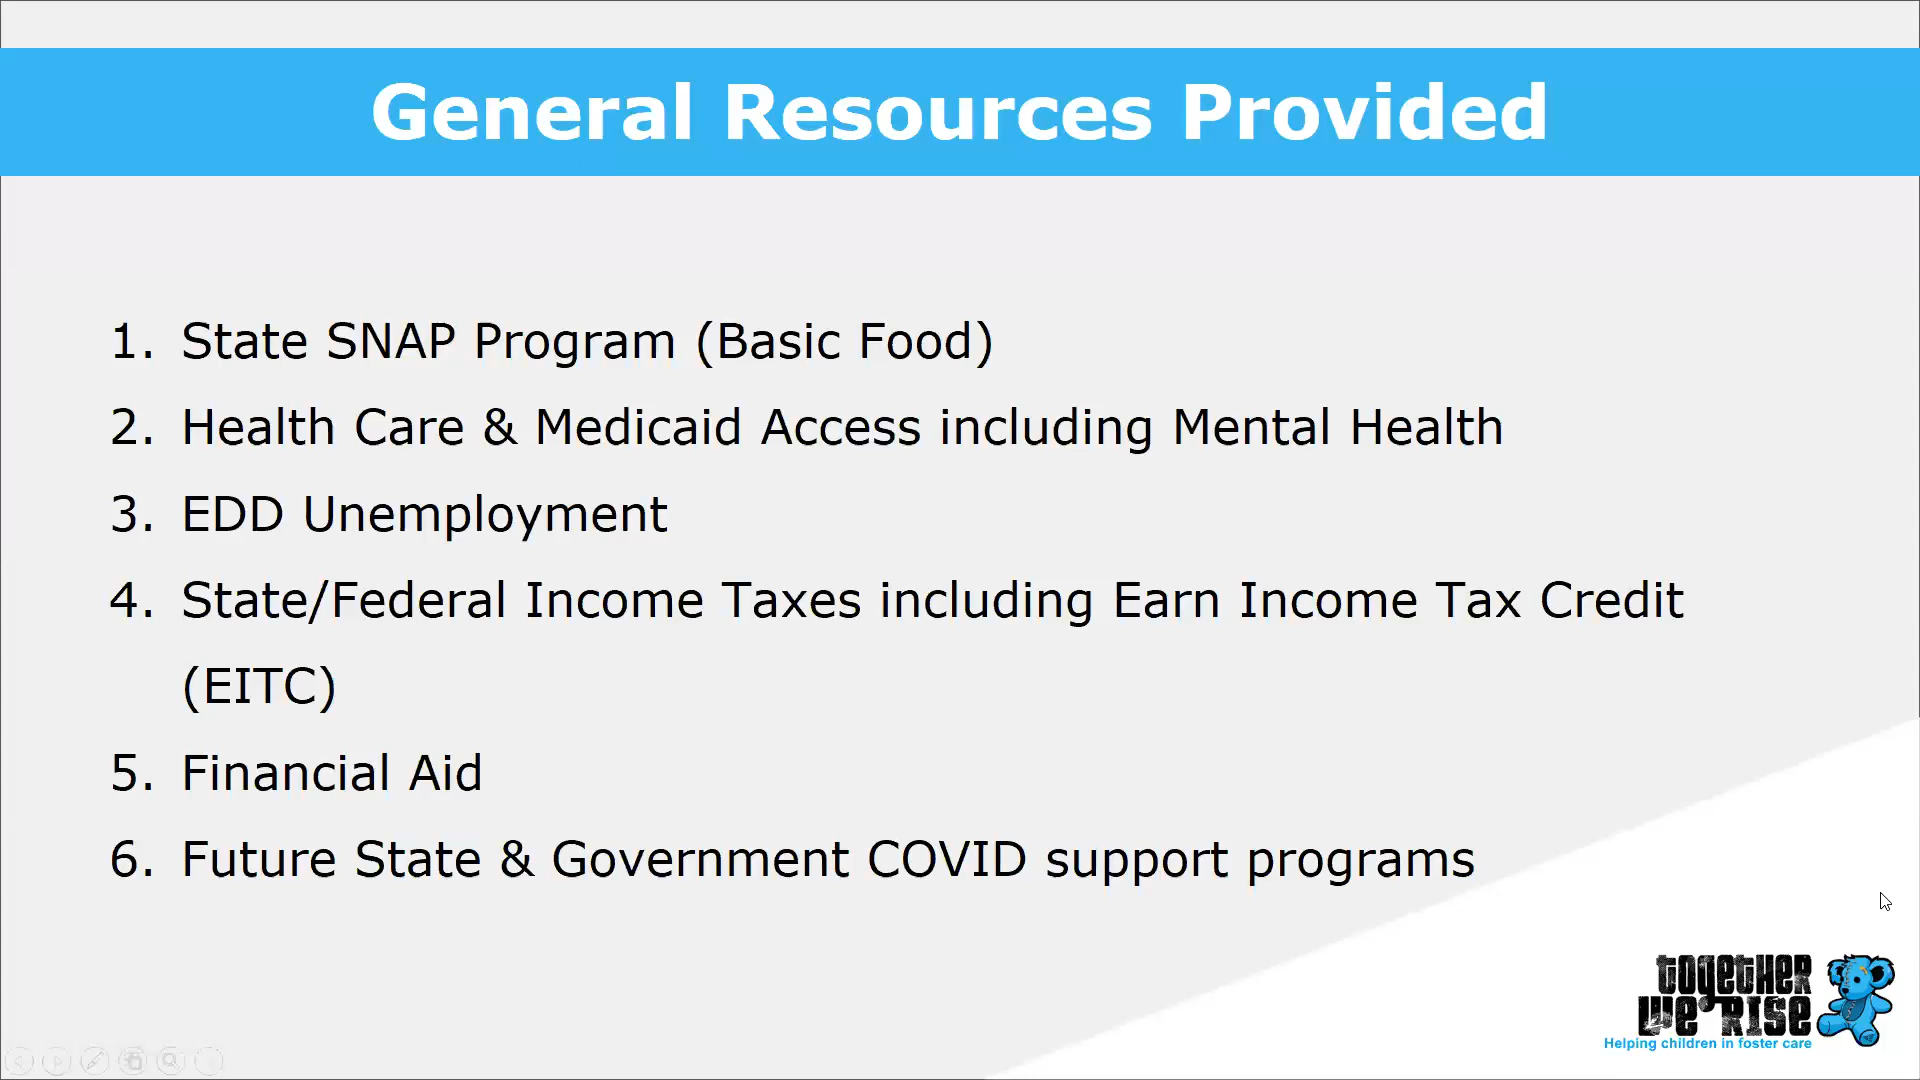 General Resources Provided
1. State SNAP Program (Basic Food)
2. Health Care & Medicaid Access including Mental Health
3. EDD Unemployment
4. State/Federal Income Taxes including Earn Income Tax Credit
(EITC)
5. Financial Aid
6. Future State & Government COVID support programs
together
we rise
Helping children in foster care